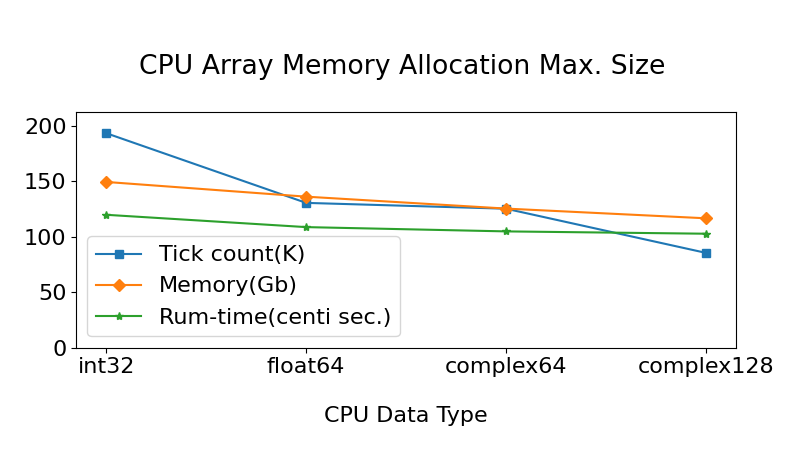 CPU Array Memory Allocation Max. Size
200
150
100
50
0
Tick count(K)
Memory(Gb)
Rum-time(centi sec.)
int32 float64 complex64 complex128
CPU Data Type